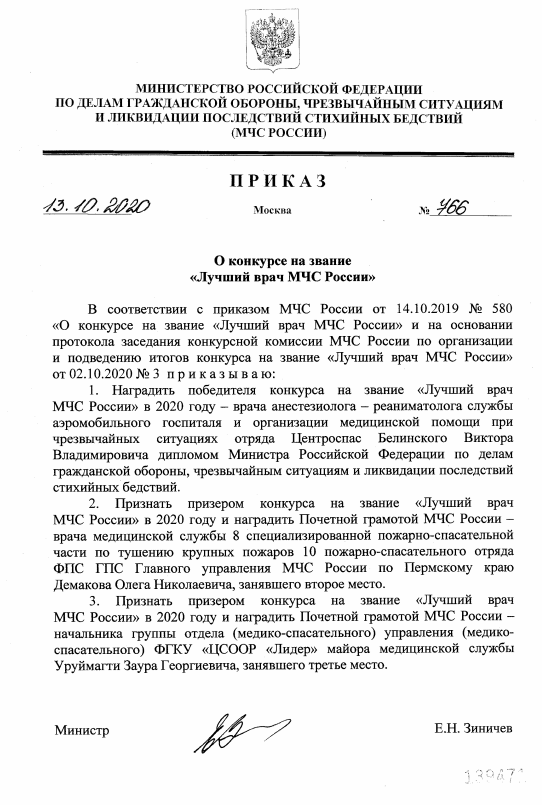 МИНИСТЕРСТВО РОССИЙСКОЙ ФЕДЕРАЦИИ
ПО ДЕЛАМ ГРАЖДАНСКОЙ ОБОРОНЫ, ЧРЕЗВЫЧАЙНЫМ СИТУАЦИЯМ
И ЛИКВИДАЦИИ ПОСЛЕДСТВИЙ СТИХИЙНЫХ БЕДСТВИЙ
(МЧС РОССИИ)
П Р И К А З
13.10.2020 Москва № 766
О конкурсе на звание
«Лучший врач МЧС России»
В соответствии с приказом МЧС России от 14.10.2019 № 580
«О конкурсе на звание «Лучший врач МЧС России» и на основании
протокола заседания конкурсной комиссии МЧС России по организации
и подведению итогов конкурса на звание «Лучший врач МЧС России»
от 02.10.2020 № 3 п р и к а з ы в а ю:
1. Наградить победителя конкурса на звание «Лучший врач
МЧС России» в 2020 году – врача анестезиолога – реаниматолога службы
аэромобильного госпиталя и организации медицинской помощи при
чрезвычайных ситуациях отряда Центроспас Белинского Виктора
Владимировича дипломом Министра Российской Федерации по делам
гражданской обороны, чрезвычайным ситуациям и ликвидации последствий
стихийных бедствий.
2. Признать призером конкурса на звание «Лучший врач
МЧС России» в 2020 году и наградить Почетной грамотой МЧС России –
врача медицинской службы 8 специализированной пожарно-спасательной
части по тушению крупных пожаров 10 пожарно-спасательного отряда
ФПС ГПС Главного управления МЧС России по Пермскому краю
Демакова Олега Николаевича, занявшего второе место.
3. Признать призером конкурса на звание «Лучший врач
МЧС России» в 2020 году и наградить Почетной грамотой МЧС России –
начальника группы отдела (медико-спасательного) управления (медико-
спасательного) ФГКУ «ЦСООР «Лидер» майора медицинской службы
Уруймагти Заура Георгиевича, занявшего третье место.
Министр Е.Н. Зиничев